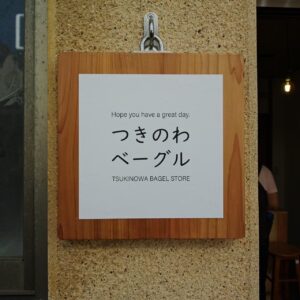 Hope you have a great day.
つきのわ
ベーグル
TSUKINOWA BAGEL STORE